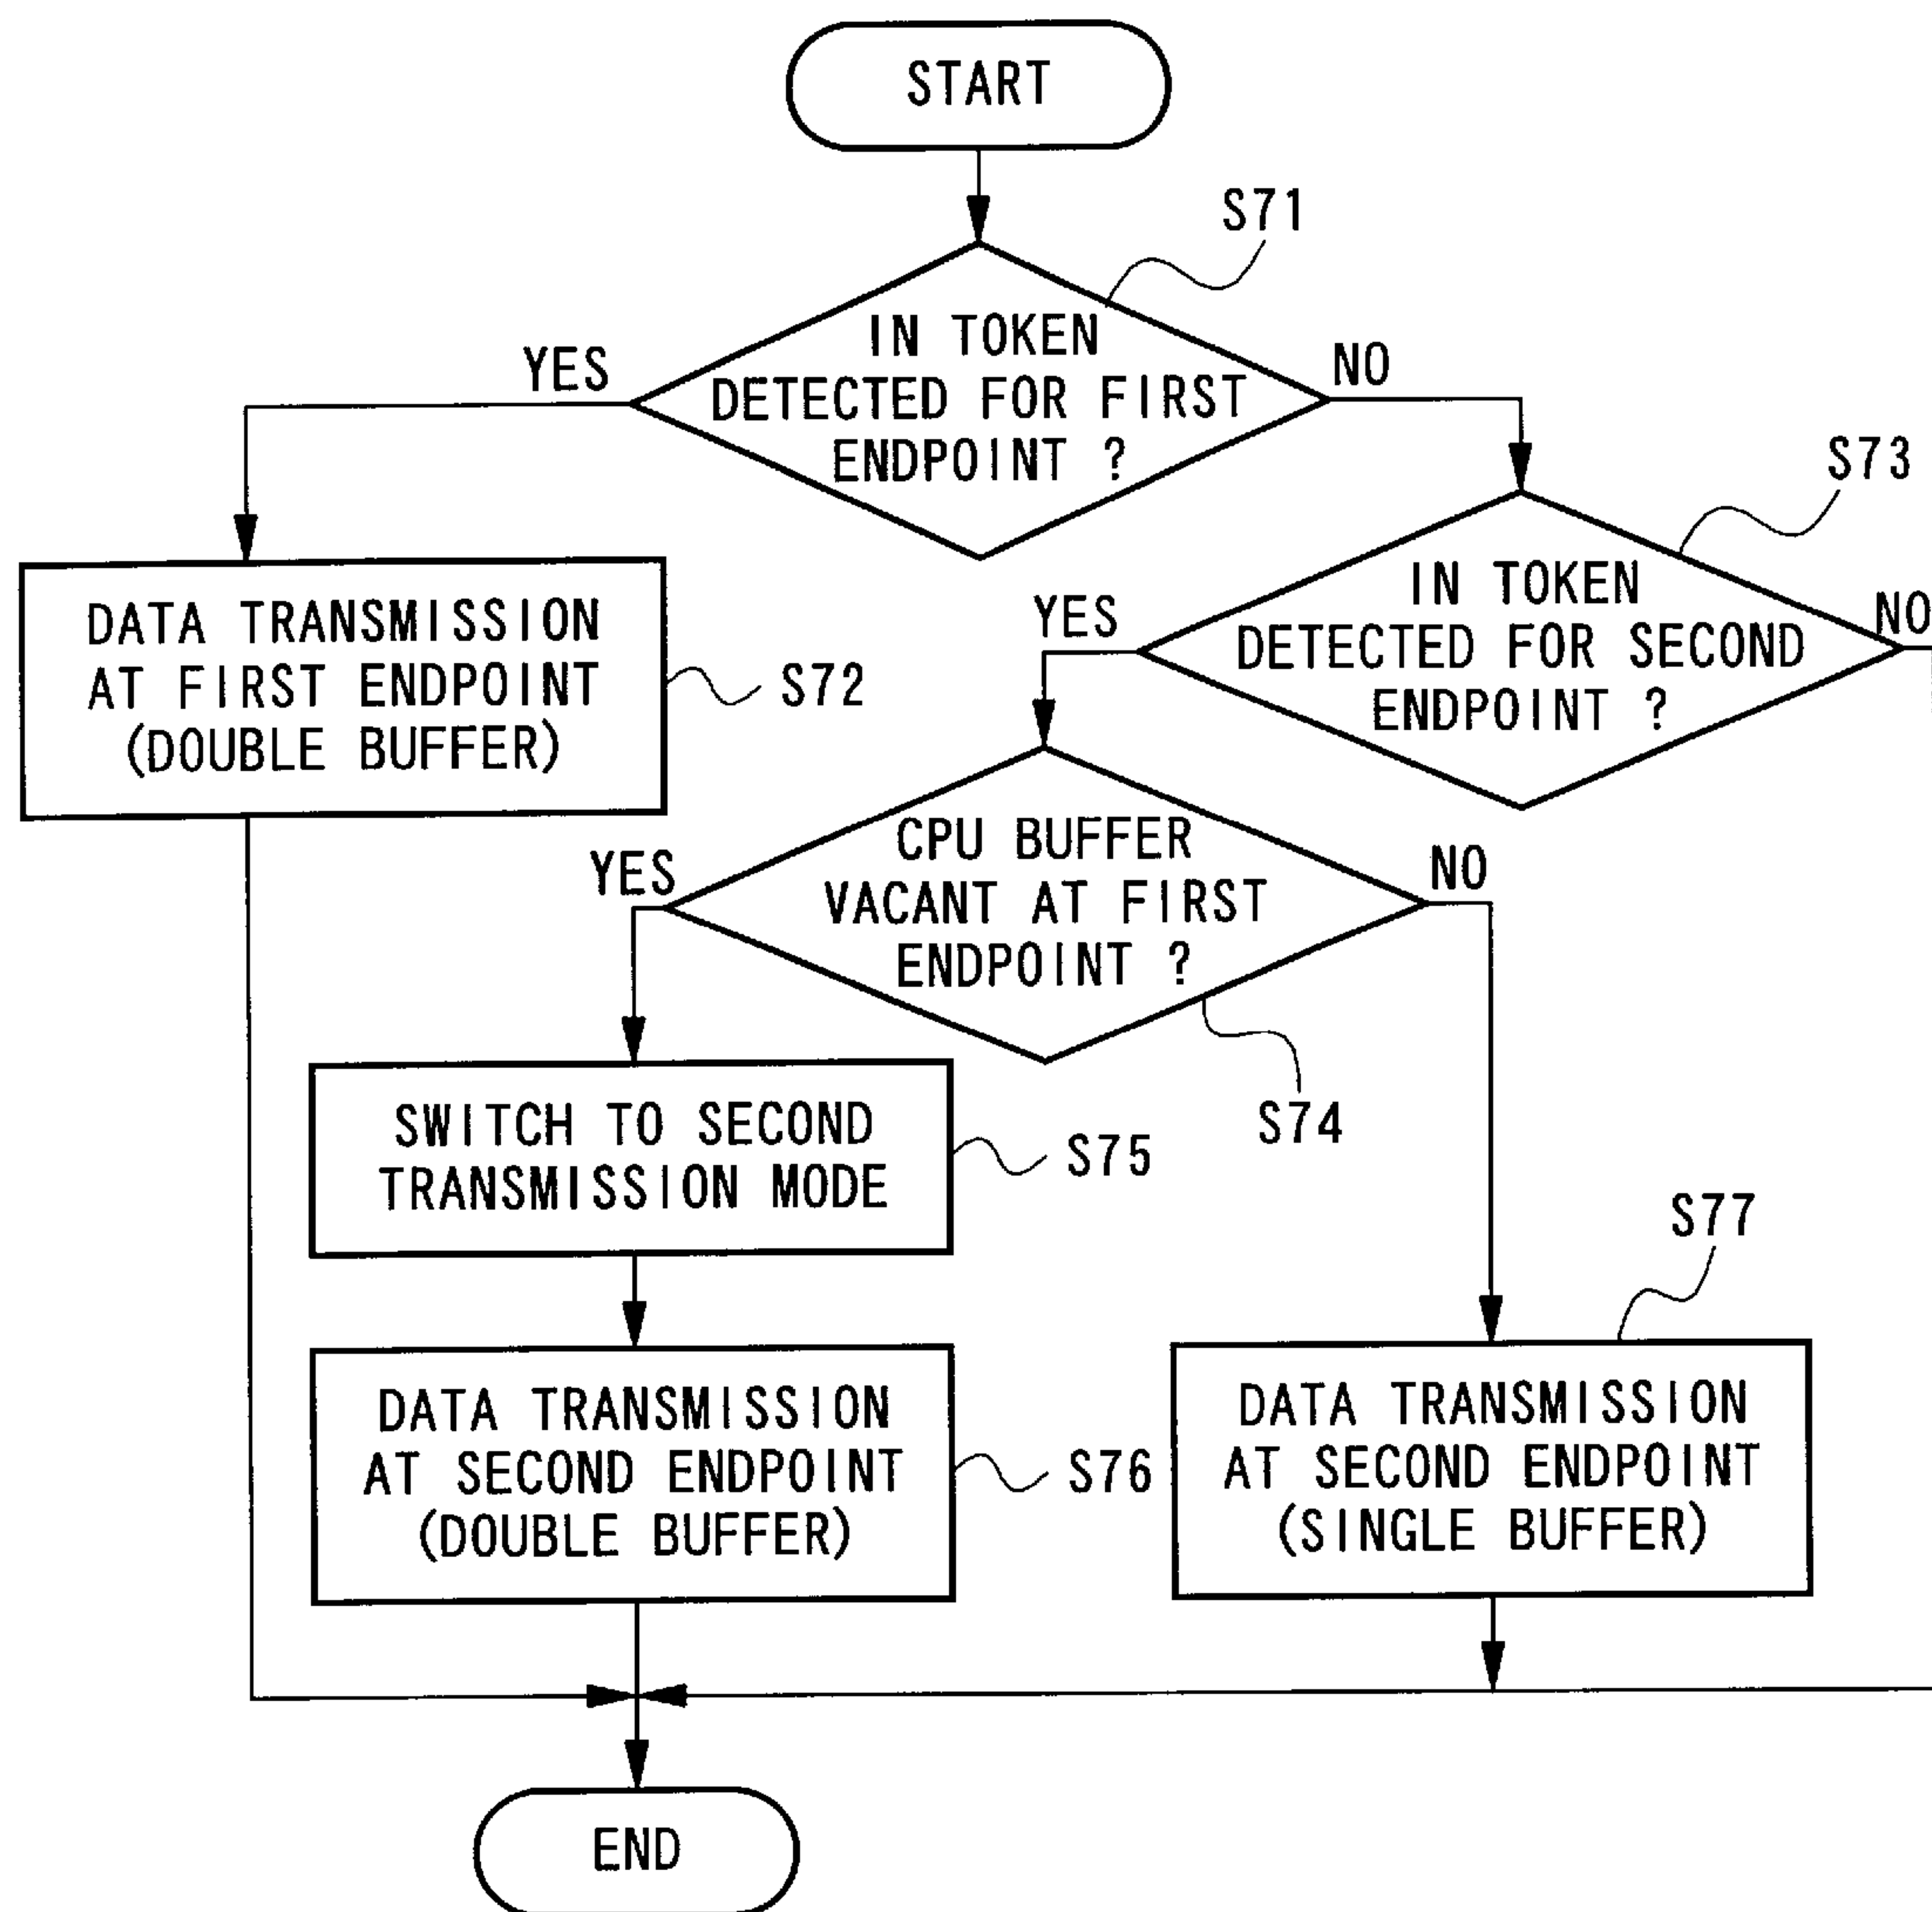 START
S71
IN TOKEN
DETECTED FOR FIRST
ENDPOINT ?
YES
NO
S73
DATA TRANSMISSION
AT FIRST ENDPOINT
(DOUBLE BUFFER)
S72
IN TOKEN
DETECTED FOR SECOND
ENDPOINT ?
YES
NO
CPU BUFFER
VACANT AT FIRST
ENDPOINT ?
YES
NO
S74
SWITCH TO SECOND
TRANSMISSION MODE
S75
S77
DATA TRANSMISSION
AT SECOND ENDPOINT
(DOUBLE BUFFER)
S76
DATA TRANSMISSION
AT SECOND ENDPOINT
(SINGLE BUFFER)
END